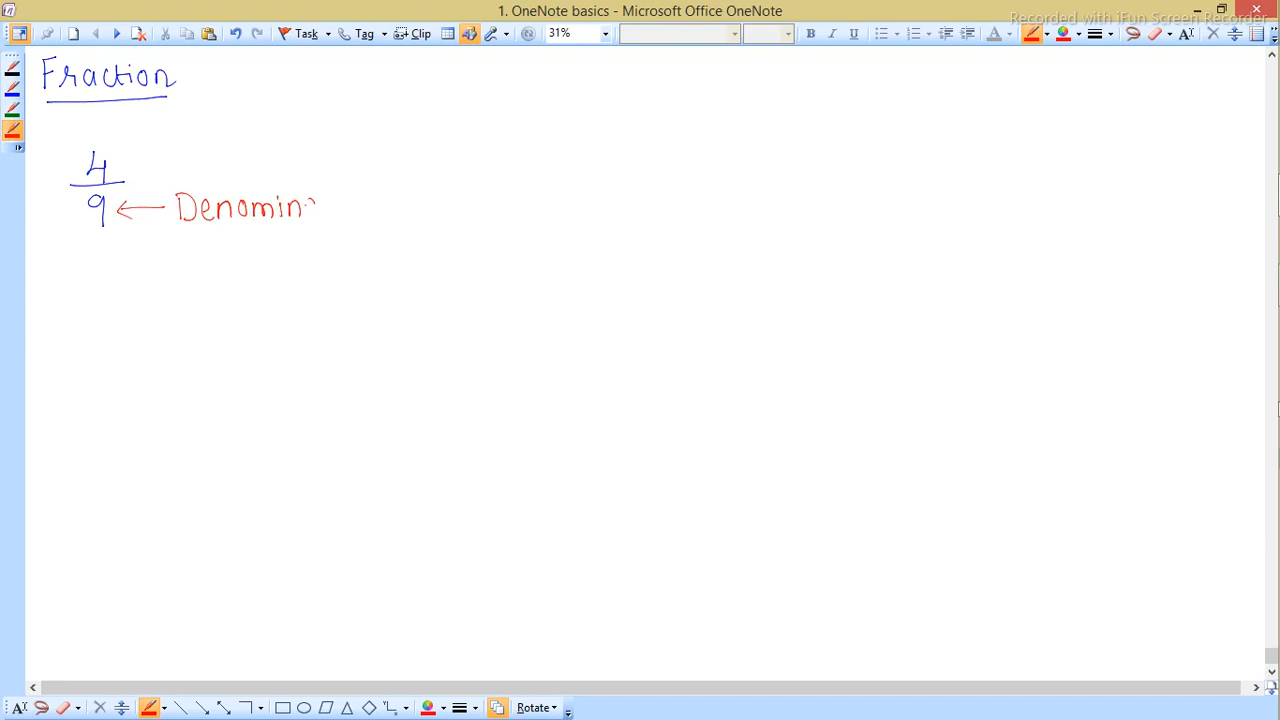 1. OneNote basics - Microsoft Office OneNote
Recorded with iFun Screen Recorder
Task Tag Clip 31% B I U A A
Fraction
4
9 ← Denomin
A Rotate